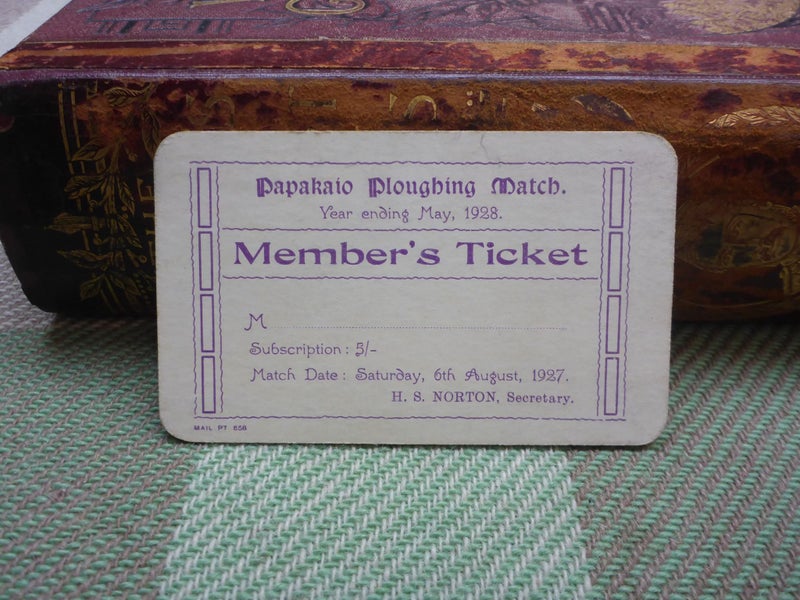 Papakaio Ploughing Match.
Year ending May, 1928.
Member's Ticket
M
Subscription : 5/-
Match Date : Saturday, 6th August, 1927.
H. S. NORTON, Secretary.
MAIL PT 658